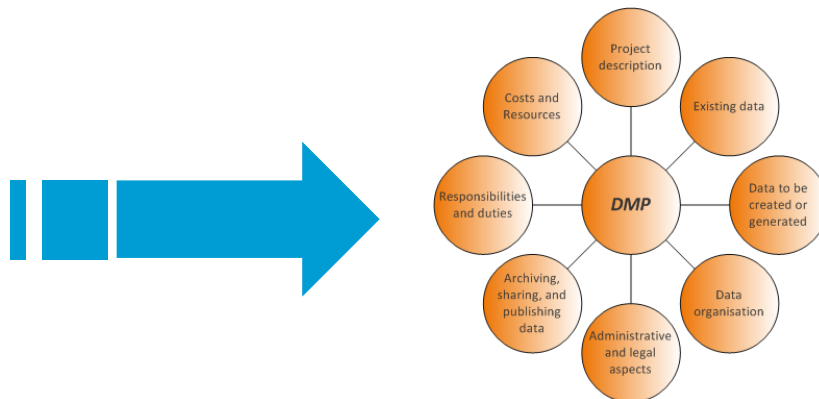 Project
description
Costs and
Resources
Existing data
Responsibilities
and duties
DMP
Data to be
created or
generated
Archiving,
sharing, and
publishing
data
Data
organisation
Administrative
and legal
aspects